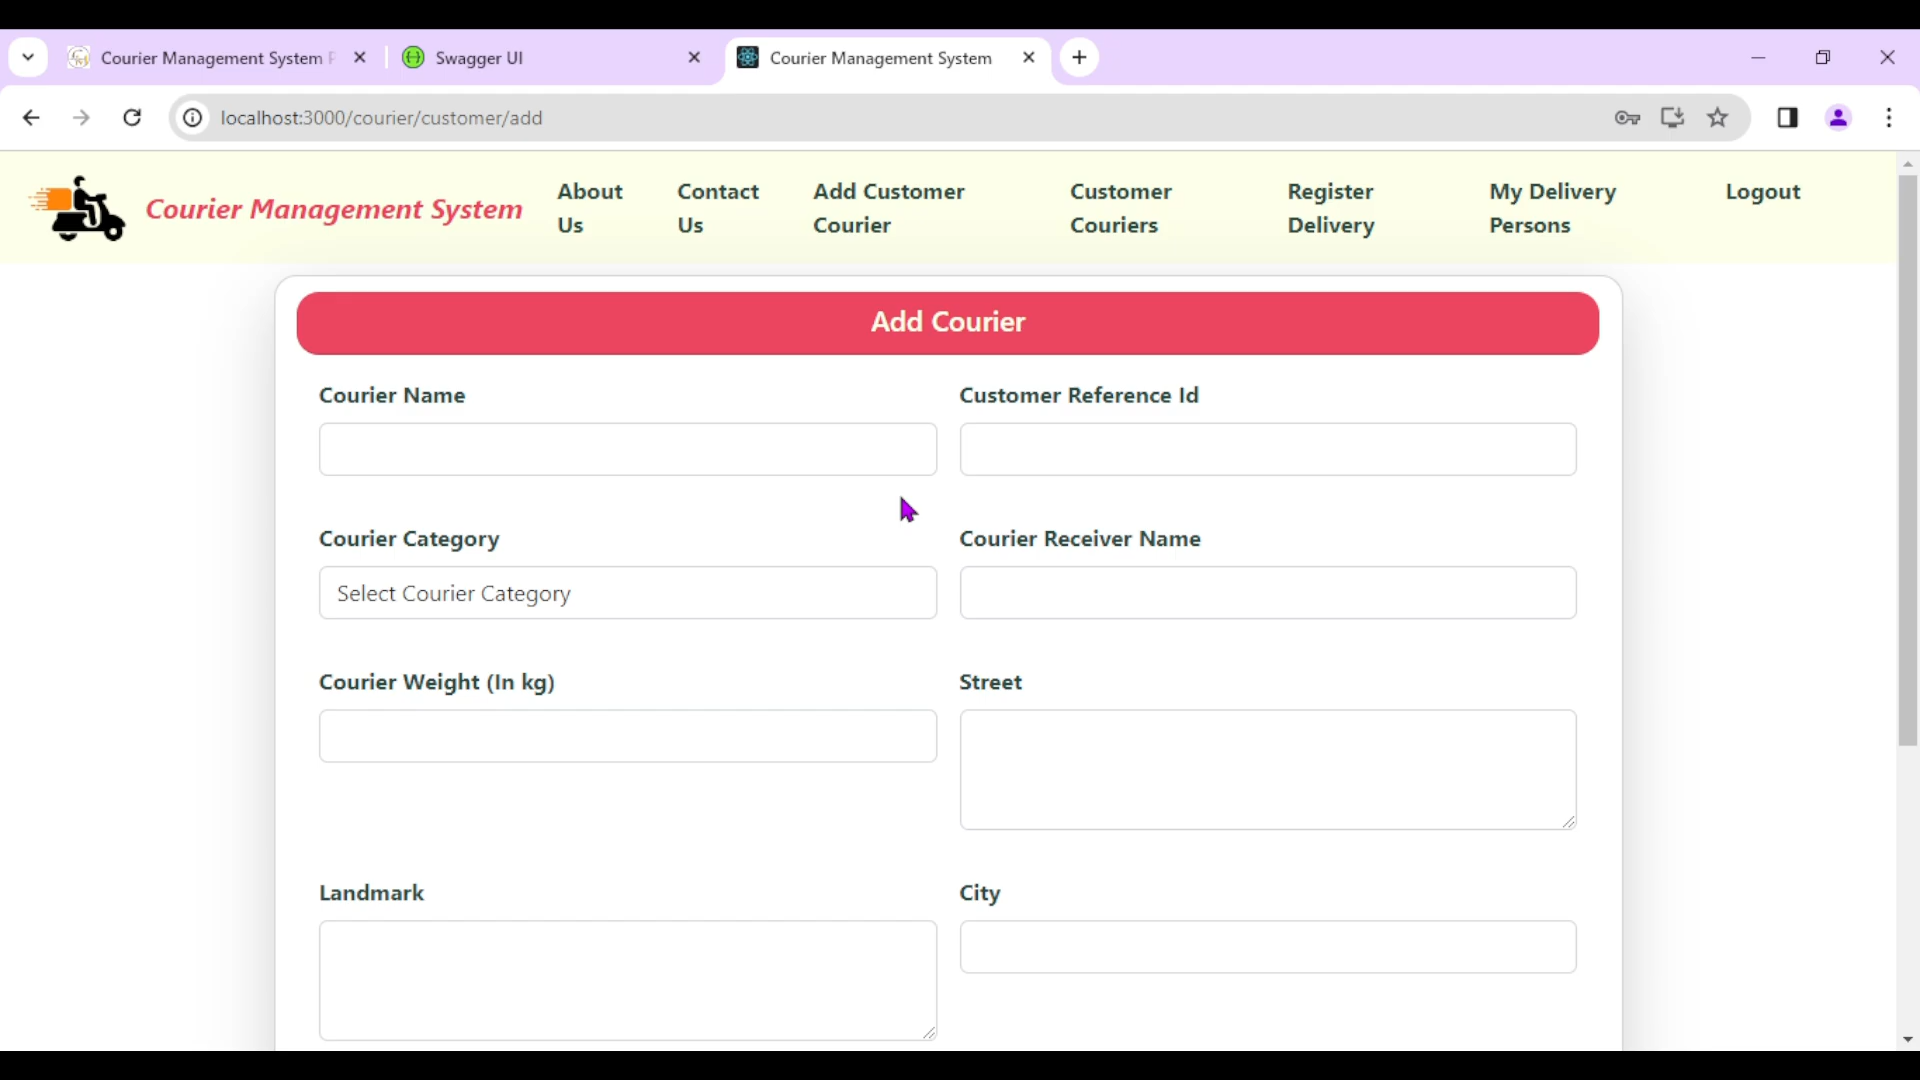 Courier Management System P
Swagger UI
Courier Management System
localhost:3000/courier/customer/add
Courier Management System
About Us
Contact Us
Add Customer Courier
Customer Couriers
Register Delivery
My Delivery Persons
Logout
Add Courier
Courier Name
Customer Reference Id
Courier Category
Courier Receiver Name
Select Courier Category
Courier Weight (In kg)
Street
Landmark
City